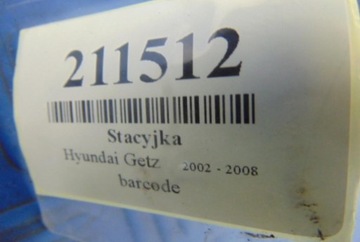 211512
Stacyjka
Hyundai Getz 2002 - 2008
barcode